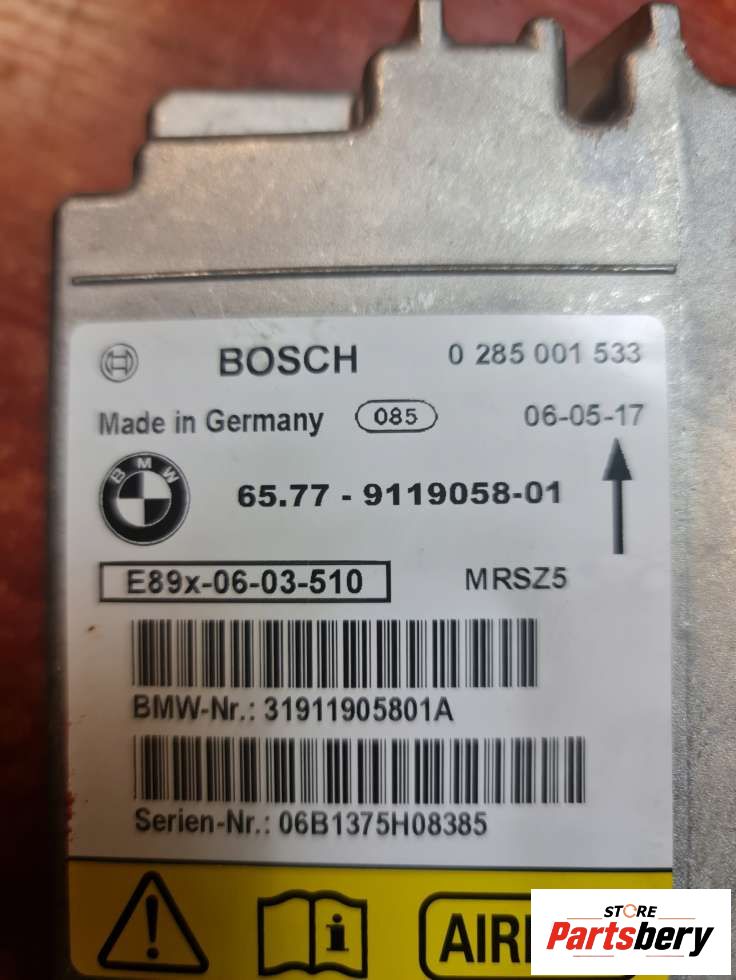 BOSCH 0 285 001 533
Made in Germany 085 06-05-17
BMW 65.77 - 9119058-01
E89x-06-03-510 MRSZ5
BMW-Nr.: 31911905801A
Serien-Nr.: 06B1375H08385
STORE
Partsbery